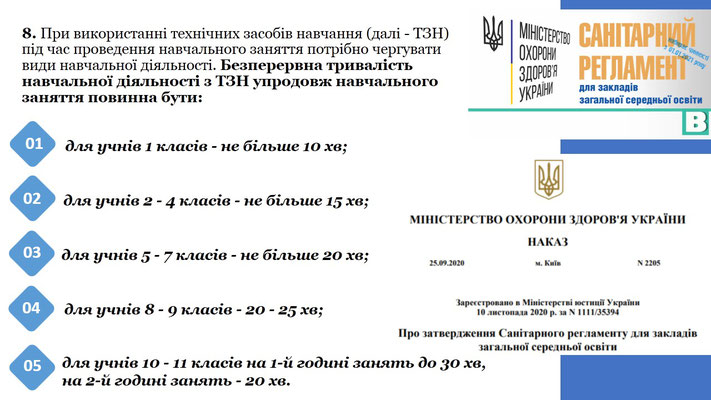 8. При використанні технічних засобів навчання (далі - ТЗН)
під час проведення навчального заняття потрібно чергувати
види навчальної діяльності. Безперервна тривалість
навчальної діяльності з ТЗН упродовж навчального
заняття повинна бути:
01
для учнів 1 класів - не більше 10 хв;
02
для учнів 2 - 4 класів - не більше 15 хв;
03
для учнів 5 - 7 класів - не більше 20 хв;
04
для учнів 8 - 9 класів - 20 - 25 хв;
05
для учнів 10 - 11 класів на 1-й годині занять до 30 хв,
на 2-й годині занять - 20 хв.
МІНІСТЕРСТВО
ОХОРОНИ
ЗДОРОВ'Я
УКРАЇНИ
САНІТАРНИЙ
РЕГЛАМЕНТ
з 01.01.2021 року
для закладів
загальної середньої освіти
В
МІНІСТЕРСТВО ОХОРОНИ ЗДОРОВ'Я УКРАЇНИ
НАКАЗ
25.09.2020 м. Київ N 2205
Зареєстровано в Міністерстві юстиції України
10 листопада 2020 р. за N 1111/35394
Про затвердження Санітарного регламенту для закладів
загальної середньої освіти